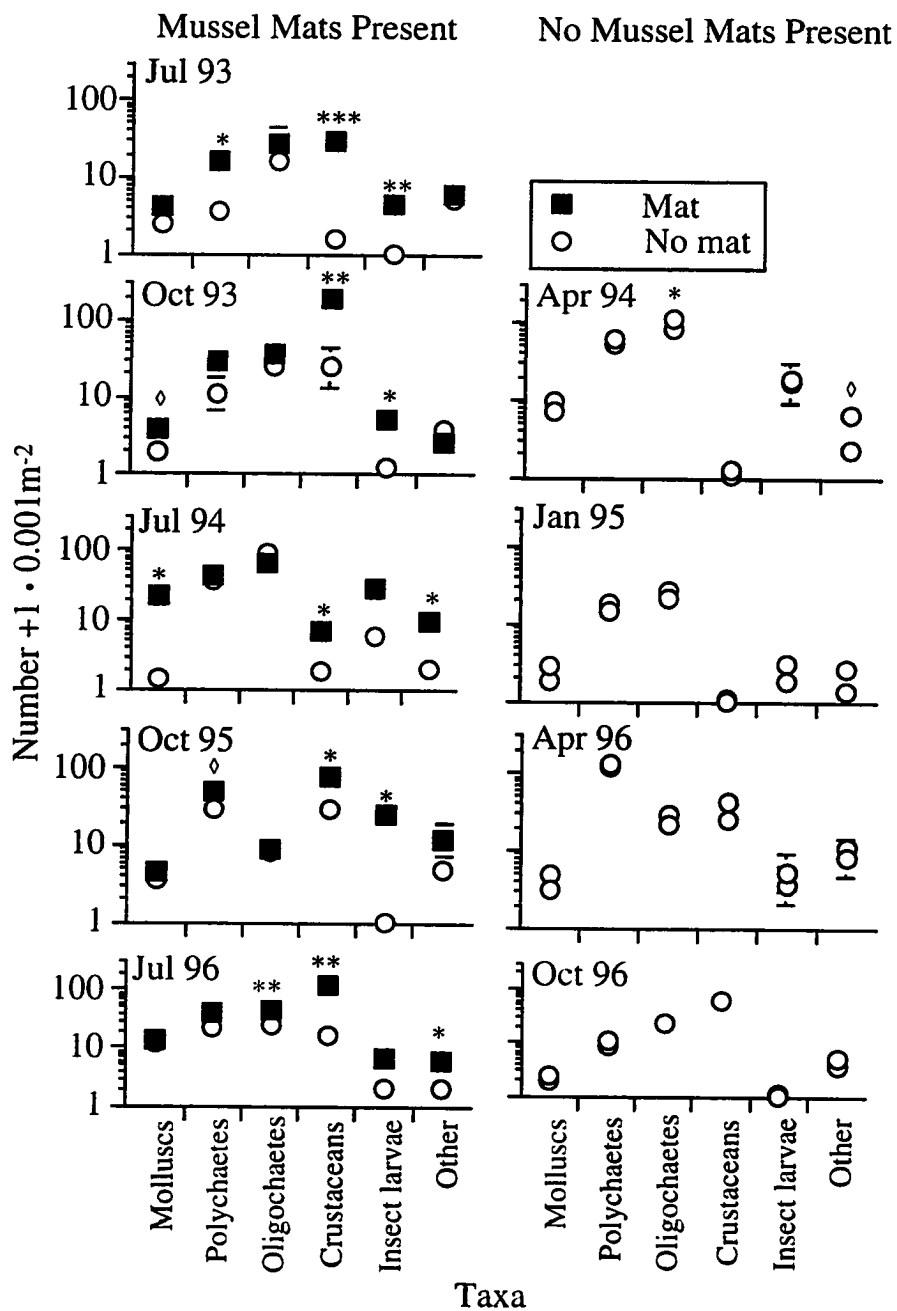 Mussel Mats Present
No Mussel Mats Present
Jul 93
100
10
1
*
***
**
Mat
No mat
Oct 93
100
10
1
◊
**
*
Apr 94
*
◊
Jul 94
100
10
1
*
*
*
Jan 95
Oct 95
100
10
1
◊
*
*
Apr 96
Jul 96
100
10
1
**
**
*
Oct 96
Number +1 • 0.001m-2
Molluscs
Polychaetes
Oligochaetes
Crustaceans
Insect larvae
Other
Molluscs
Polychaetes
Oligochaetes
Crustaceans
Insect larvae
Other
Taxa